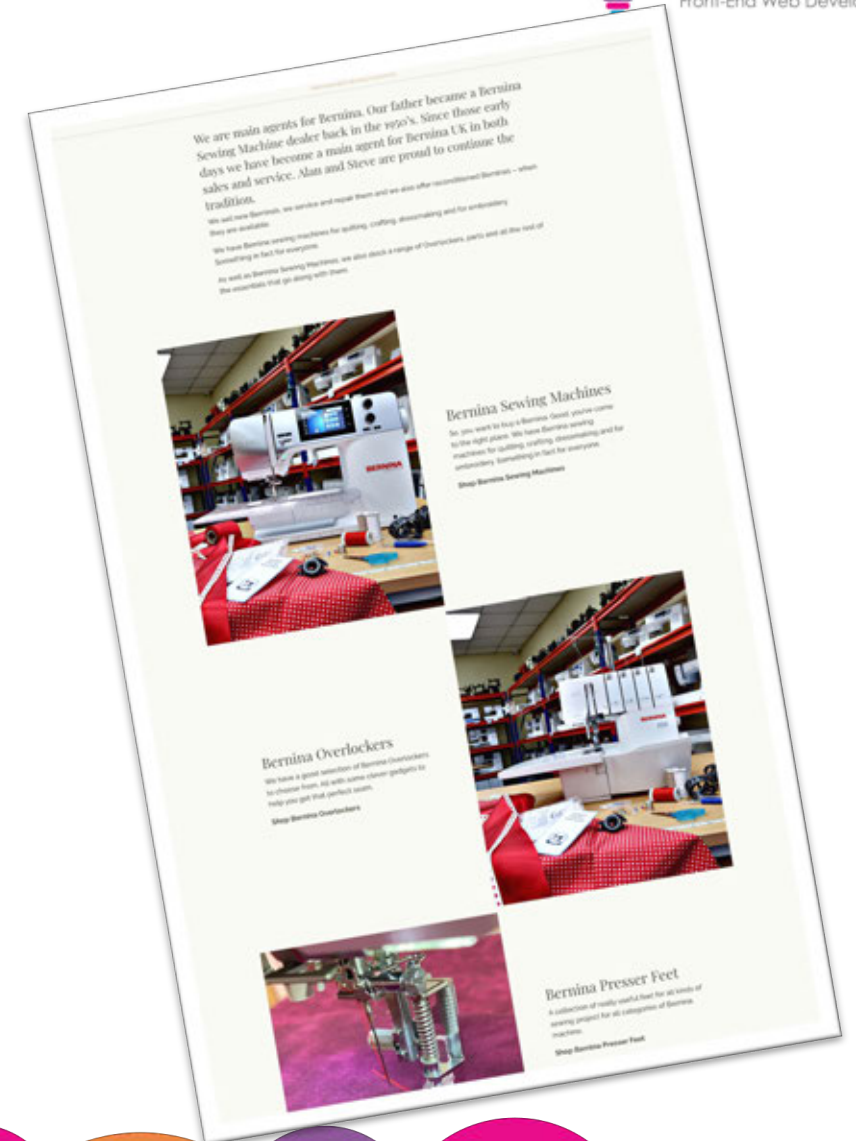 Front-End Web Devel
We are main agents for Bernina. Our father became a Bernina
Sewing Machine dealer back in the 1950's. Since those early
days we have become a main agent for Bernina UK in both
sales and service. Alan and Steve are proud to continue the
tradition.
We sell new Berninas, we service and repair them and we also offer reconditioned Berninas – when
they are available.
We have Bernina sewing machines for quilting, crafting, dressmaking and for embroidery.
Something in fact for everyone.
As well as Bernina Sewing Machines, we also stock a range of Overlockers, parts and all the rest of
the essentials that go along with them.
BERNINA
Bernina Sewing Machines
So, you want to buy a Bernina. Good, you've come
to the right place. We have Bernina sewing
machines for quilting, crafting, dressmaking and for
embroidery. Something in fact for everyone.
Shop Bernina Sewing Machines
BERNINA
Bernina Overlockers
We have a good selection of Bernina Overlockers
to choose from. All with some clever gadgets to
help you get that perfect seam.
Shop Bernina Overlockers
Bernina Presser Feet
A collection of really useful feet for all kinds of
sewing project for all categories of Bernina
machine.
Shop Bernina Presser Feet